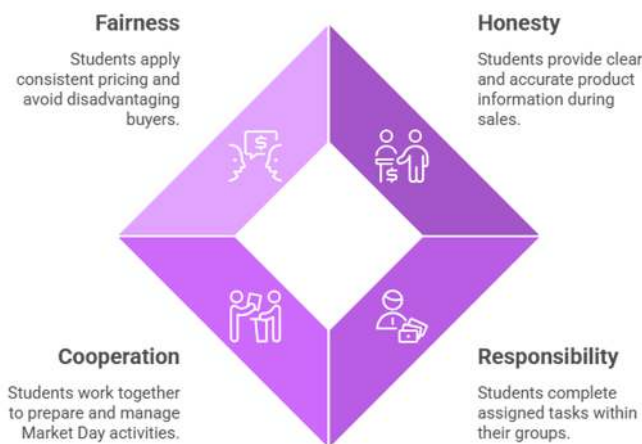 Fairness
Students apply
consistent pricing and
avoid disadvantaging
buyers.
Honesty
Students provide clear
and accurate product
information during
sales.
Cooperation
Students work together
to prepare and manage
Market Day activities.
Responsibility
Students complete
assigned tasks within
their groups.